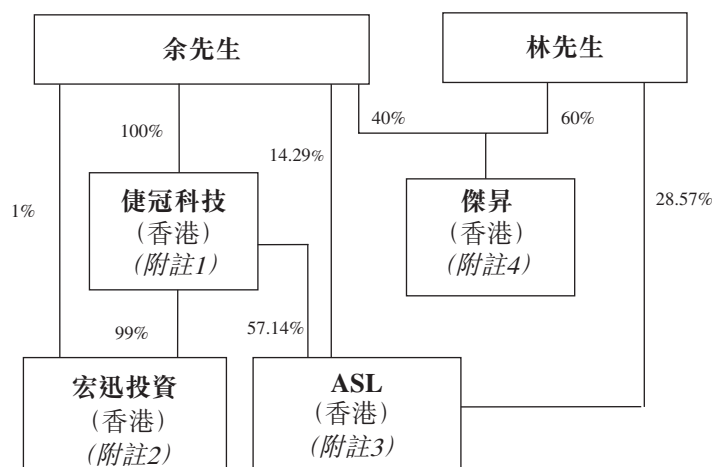 余先生
林先生
100%
14.29%
40%
60%
1%
倢冠科技
(香港)
(附註1)
傑昇
(香港)
(附註4)
28.57%
99%
57.14%
宏迅投資
(香港)
(附註2)
ASL
(香港)
(附註3)